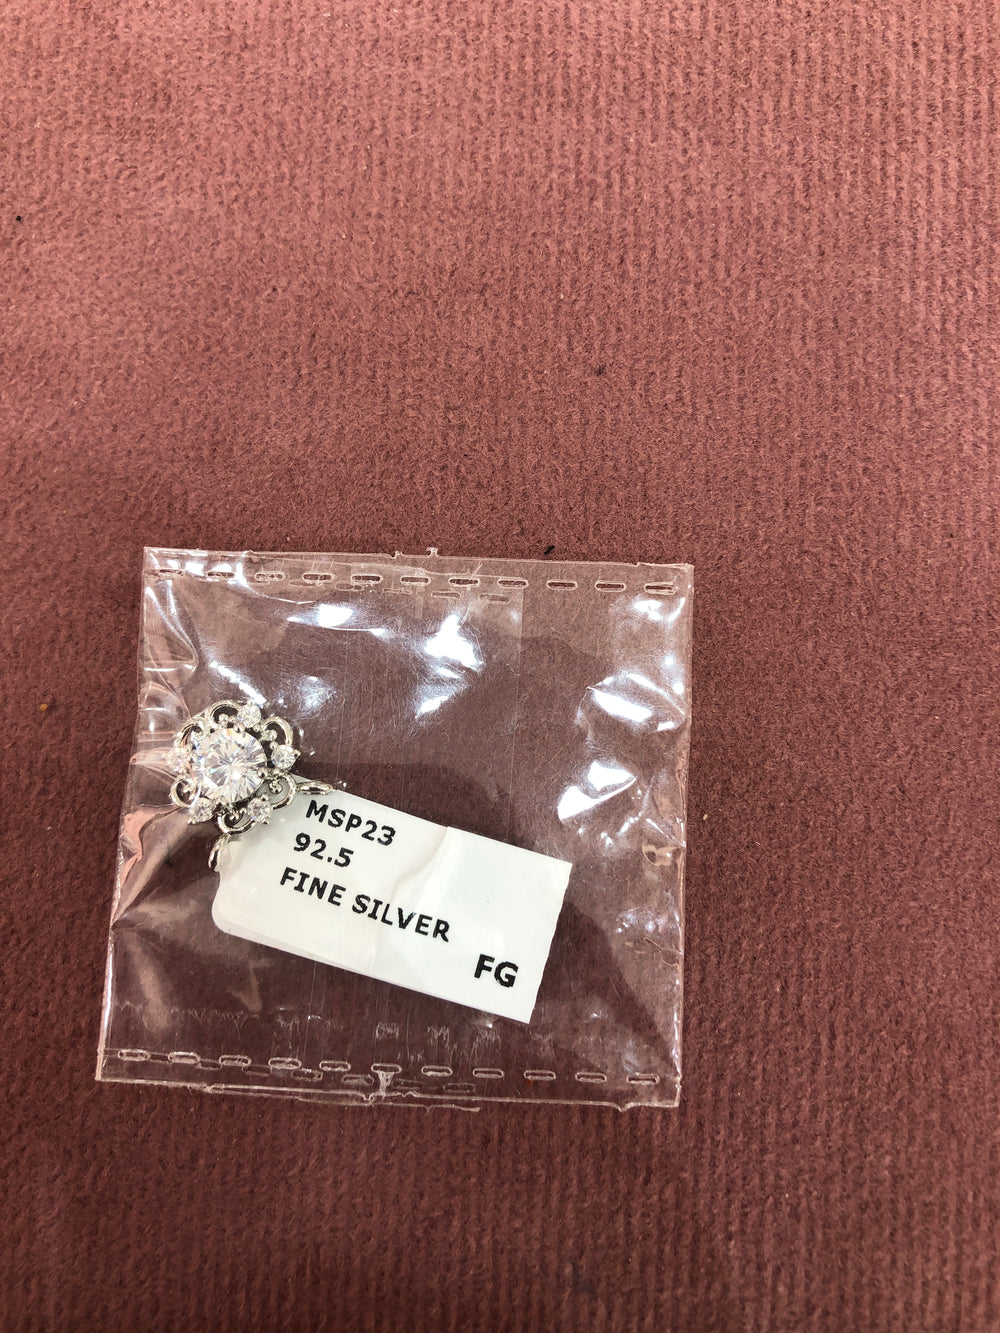 MSP23
92.5
FINE SILVER
FG